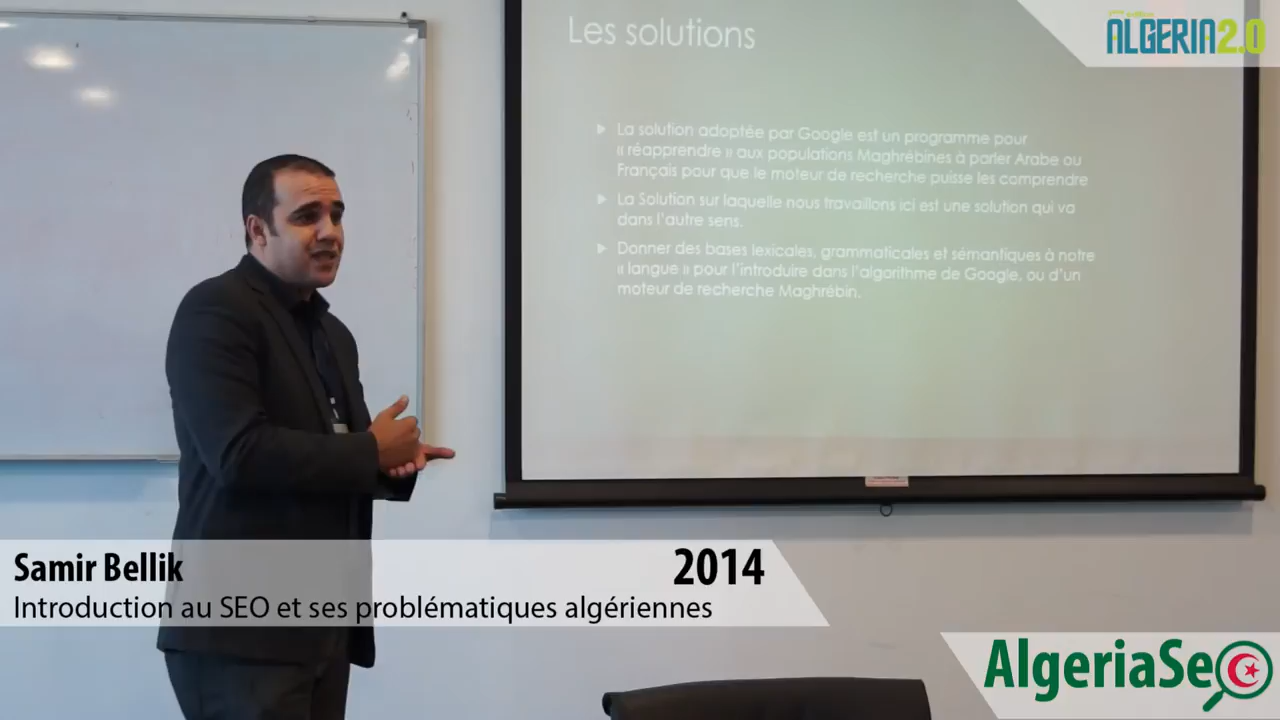 Les solutions
ALGERIA2.0
La solution adoptée par Google est un programme pour
« réapprendre » aux populations Maghrébines à parler Arabe ou
Français pour que le moteur de recherche puisse les comprendre
La Solution sur laquelle nous travaillons ici est une solution qui va
dans l'autre sens.
Donner des bases lexicales, grammaticales et sémantiques à notre
« langue » pour l'introduire dans l'algorithme de Google, ou d'un
moteur de recherche Maghrébin.
Samir Bellik
2014
Introduction au SEO et ses problématiques algériennes
AlgeriaSeo